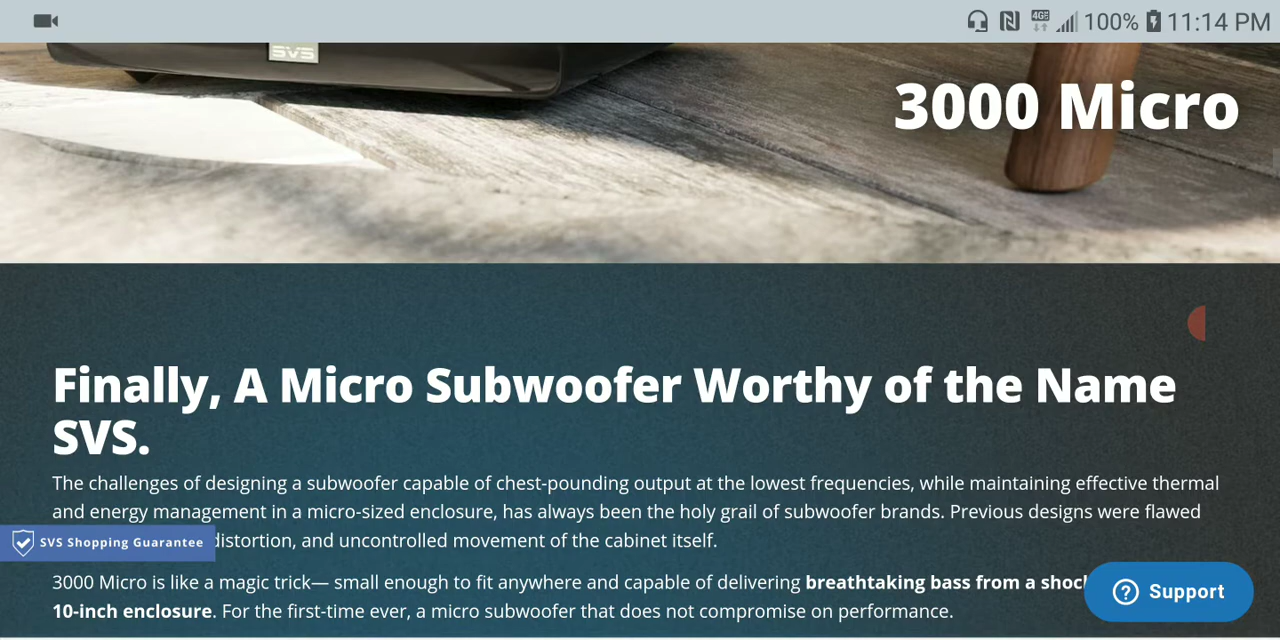 4GE 100% 11:14 PM
SVS
3000 Micro
Finally, A Micro Subwoofer Worthy of the Name
SVS.
The challenges of designing a subwoofer capable of chest-pounding output at the lowest frequencies, while maintaining effective thermal
and energy management in a micro-sized enclosure, has always been the holy grail of subwoofer brands. Previous designs were flawed
SVS Shopping Guarantee
distortion, and uncontrolled movement of the cabinet itself.
3000 Micro is like a magic trick— small enough to fit anywhere and capable of delivering breathtaking bass from a
10-inch enclosure. For the first-time ever, a micro subwoofer that does not compromise on performance.
Support